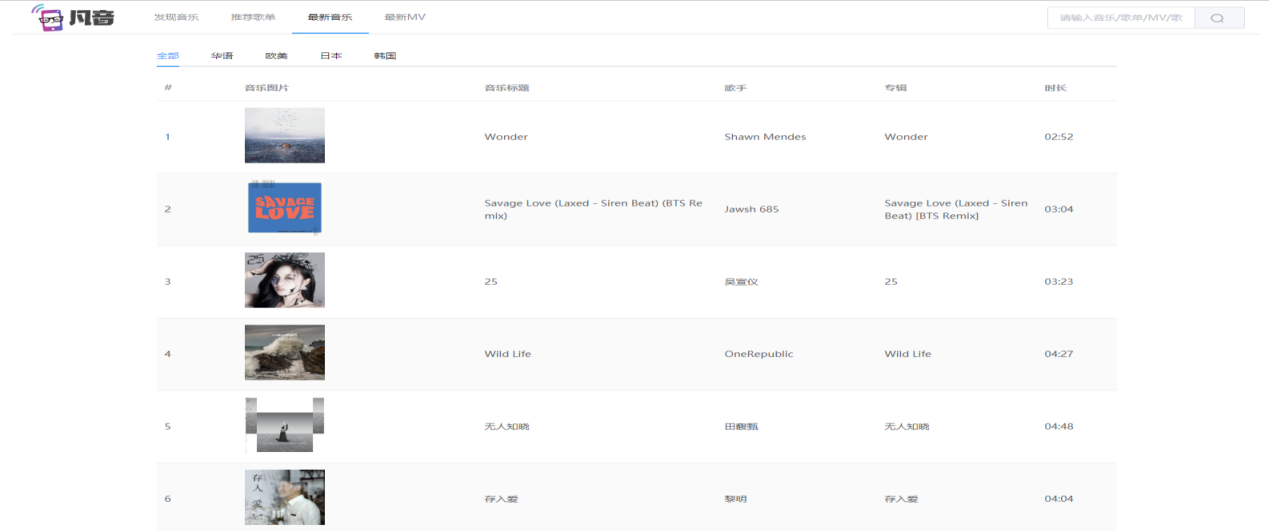 凡音 发现音乐 推荐歌单 最新音乐 最新MV 请输入音乐/歌单/MV/歌
全部 华语 欧美 日本 韩国
# 音乐图片 音乐标题 歌手 专辑 时长
1 Wonder Shawn Mendes Wonder 02:52
SAVAGE
LOVE
2 Savage Love (Laxed - Siren Beat) (BTS Re Jawsh 685 Savage Love (Laxed - Siren 03:04
mix) Beat) [BTS Remix]
25
3 25 吴宣仪 25 03:23
4 Wild Life OneRepublic Wild Life 04:27
5 无人知晓 田馥甄 无人知晓 04:48
存入
爱
6 存入爱 黎明 存入爱 04:04